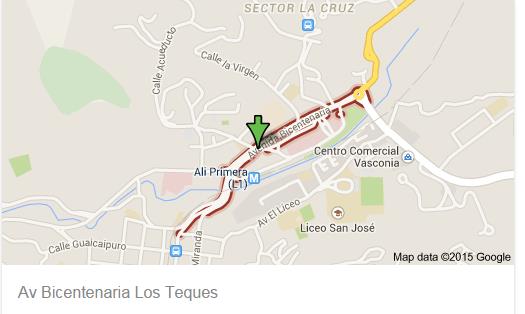 SECTOR LA CRUZ
Calle Acueducto
Calle la Virgen
Avenida Bicentenaria
Centro Comercial
Vasconia
Ali Primera
(L1)
M
Av El Liceo
Liceo San José
Calle Guaicaipuro
Miranda
Map data ©2015 Google
Av Bicentenaria Los Teques